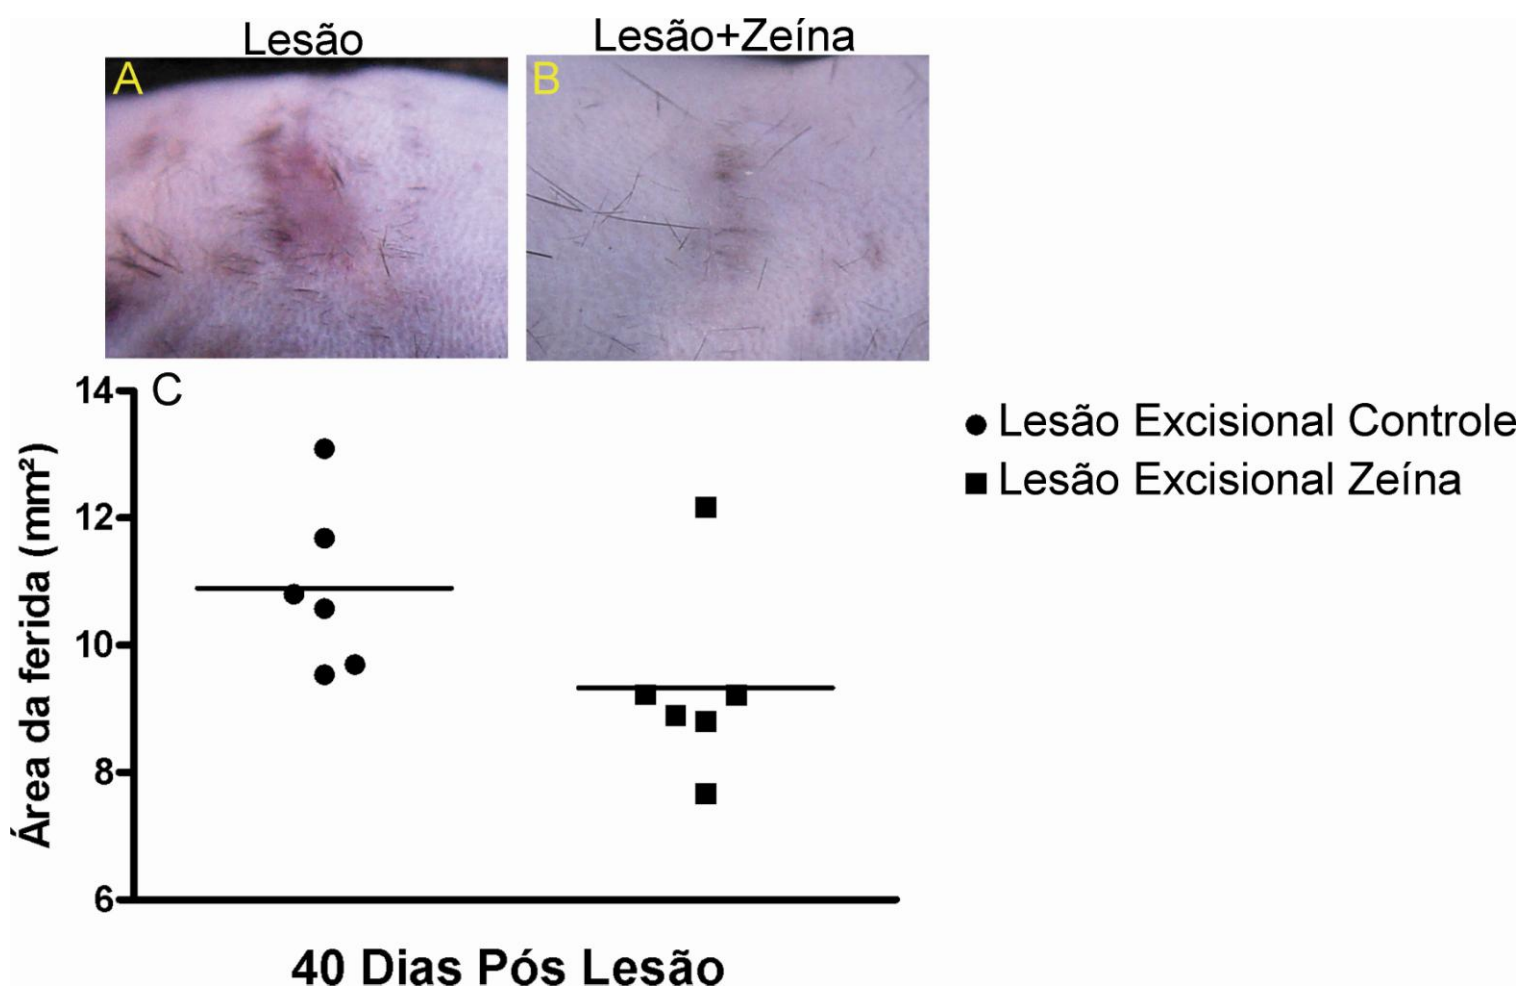 Lesão
Lesão+Zeína
A
B
C
14
12
10
8
6
Área da ferida (mm²)
40 Dias Pós Lesão
Lesão Excisional Controle
Lesão Excisional Zeína